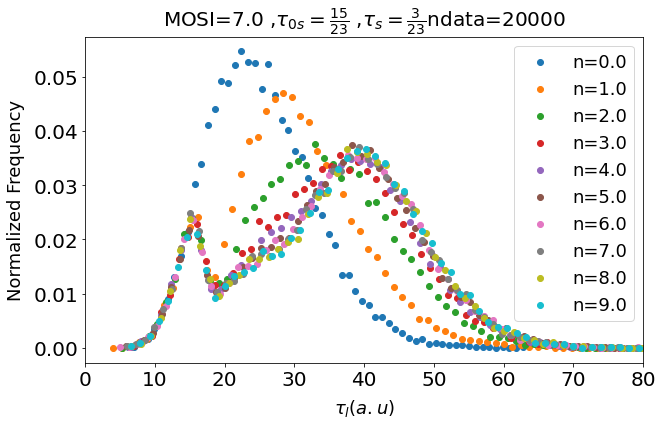 MOSI=7.0 ,τ₀ₛ = 15/23 ,τₛ = 3/23ndata=20000
Normalized Frequency
0.05
0.04
0.03
0.02
0.01
0.00
0
10
20
30
40
50
60
70
80
τ_l(a.u)
n=0.0
n=1.0
n=2.0
n=3.0
n=4.0
n=5.0
n=6.0
n=7.0
n=8.0
n=9.0